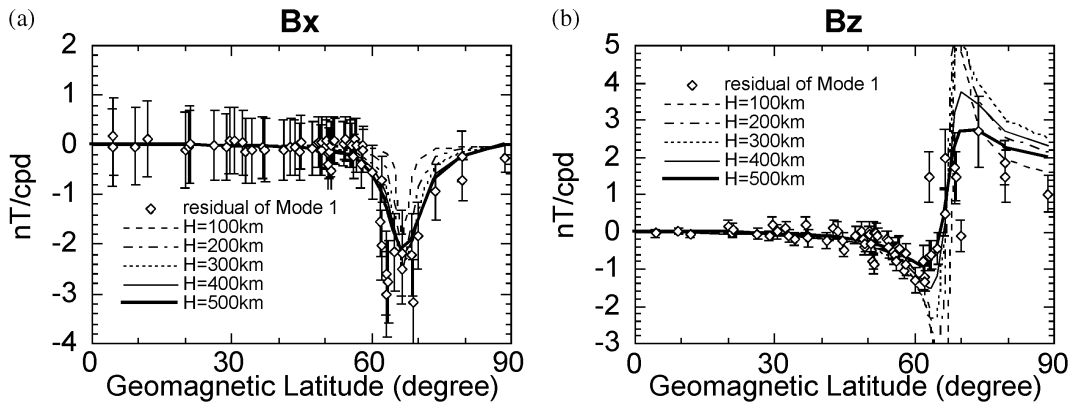 (a)
Bx
nT/cpd
2
1
0
-1
-2
-3
-4
residual of Mode 1
H=100km
H=200km
H=300km
H=400km
H=500km
0
30
60
90
Geomagnetic Latitude (degree)
(b)
Bz
nT/cpd
5
4
3
2
1
0
-1
-2
-3
residual of Mode 1
H=100km
H=200km
H=300km
H=400km
H=500km
0
30
60
90
Geomagnetic Latitude (degree)